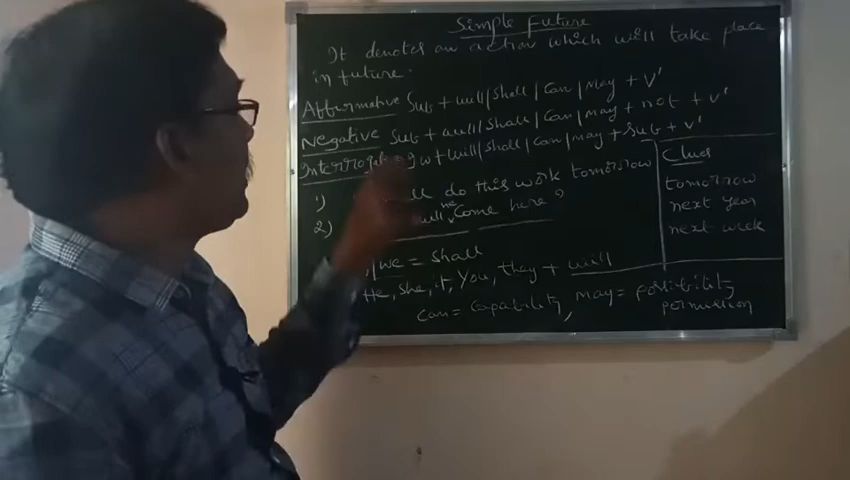 Simple Future
It denotes an action which will take place
in future.
Affirmative Sub + will/shall/can/may + V'
Negative Sub + will/shall/can/may + not + V'
wt will/shall/can/may + sub + V'
1) do this work tomorrow
2) he come here ?
/we = shall
He, she, it, You, they + will
can = capability, may = possibility
permission
Clues
tomorrow
next year
next week